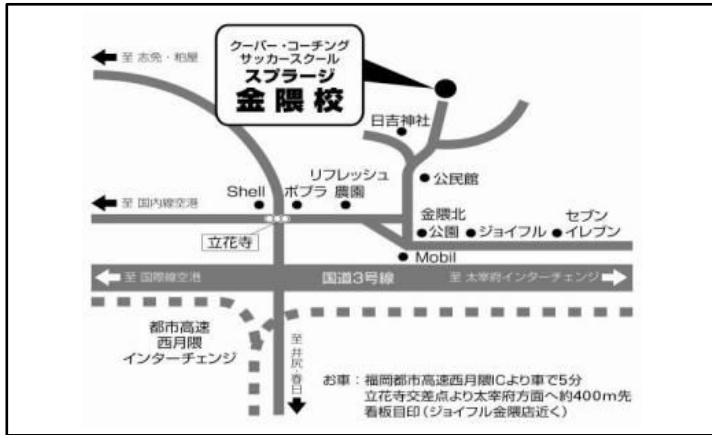 至 志免・粕屋
クーバー・コーチング
サッカースクール
スプラージ
金隈校
日吉神社
リフレッシュ
農園
公民館
Shell
ポプラ
至 国内線空港
立花寺
金隈北
公園
ジョイフル
セブン
イレブン
Mobil
至 国際線空港
国道3号線
至 太宰府インターチェンジ
都市高速
西月隈
インターチェンジ
至 井尻・春日
お車：福岡都市高速西月隈ICより車で5分
立花寺交差点より太宰府方面へ約400m先
看板目印（ジョイフル金隈店近く）